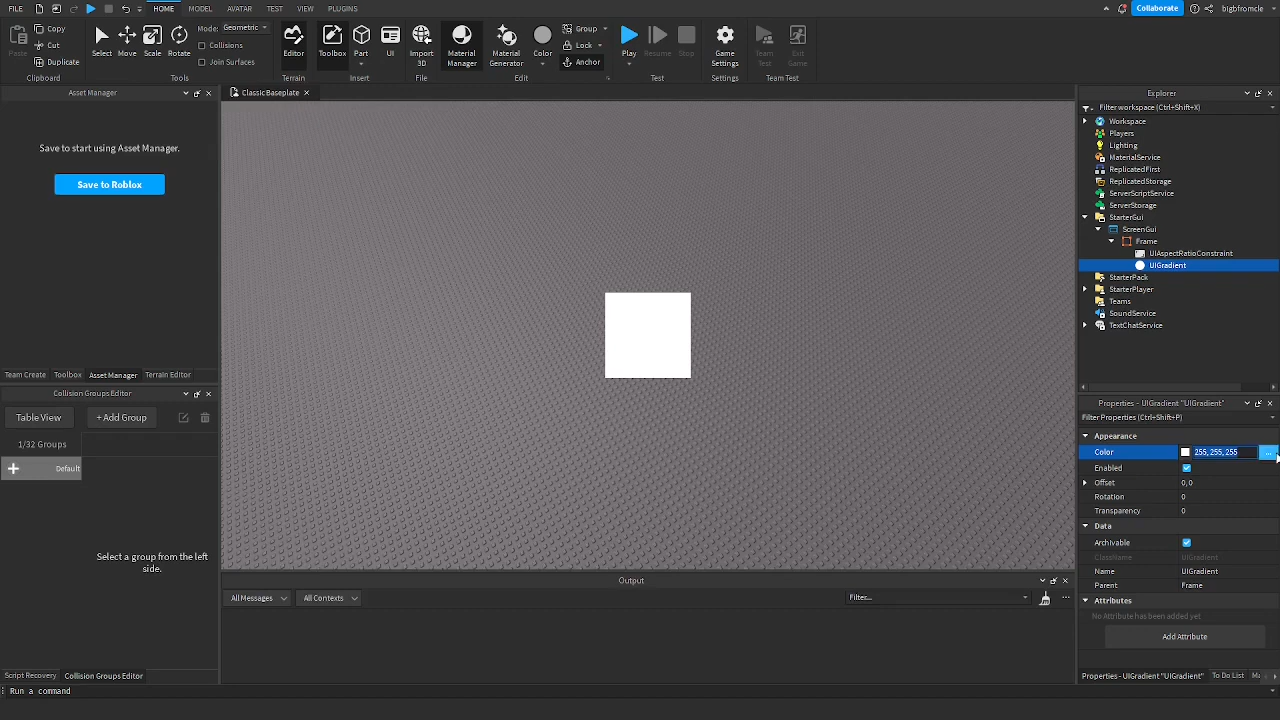 FILE HOME MODEL AVATAR TEST VIEW PLUGINS Collaborate bigbfromcle
Paste Copy Cut Duplicate Clipboard
Select Move Scale Rotate Mode: Geometric Collisions Join Surfaces Tools
Editor Terrain
Toolbox Part UI Insert
Import 3D File
Material Manager Material Generator Color Group Lock Anchor Edit
Play Resume Stop Test
Game Settings Settings
Team Test Exit Game Team Test
Asset Manager
Save to start using Asset Manager.
Save to Roblox
Team Create Toolbox Asset Manager Terrain Editor
Collision Groups Editor
Table View + Add Group
1/32 Groups
Default
Select a group from the left side.
Script Recovery Collision Groups Editor
Run a command
ClassicBaseplate
Output
All Messages All Contexts Filter...
Explorer
Filter workspace (Ctrl+Shift+X)
Workspace
Players
Lighting
MaterialService
ReplicatedFirst
ReplicatedStorage
ServerScriptService
ServerStorage
StarterGui
ScreenGui
Frame
UIAspectRatioConstraint
UIGradient
StarterPack
StarterPlayer
Teams
SoundService
TextChatService
Properties - UIGradient "UIGradient"
Filter Properties (Ctrl+Shift+P)
Appearance
Color 255, 255, 255 ...
Enabled
Offset 0, 0
Rotation 0
Transparency 0
Data
Archivable
ClassName UIGradient
Name UIGradient
Parent Frame
Attributes
No Attribute has been added yet
Add Attribute
Properties - UIGradient "UIGradient" To Do List